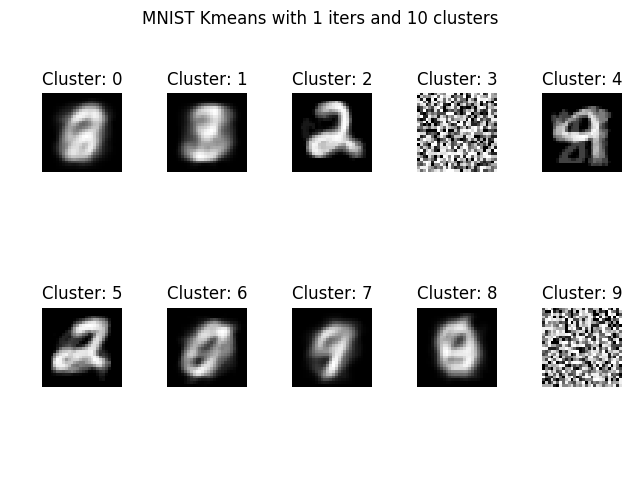 MNIST Kmeans with 1 iters and 10 clusters
Cluster: 0 Cluster: 1 Cluster: 2 Cluster: 3 Cluster: 4
Cluster: 5 Cluster: 6 Cluster: 7 Cluster: 8 Cluster: 9